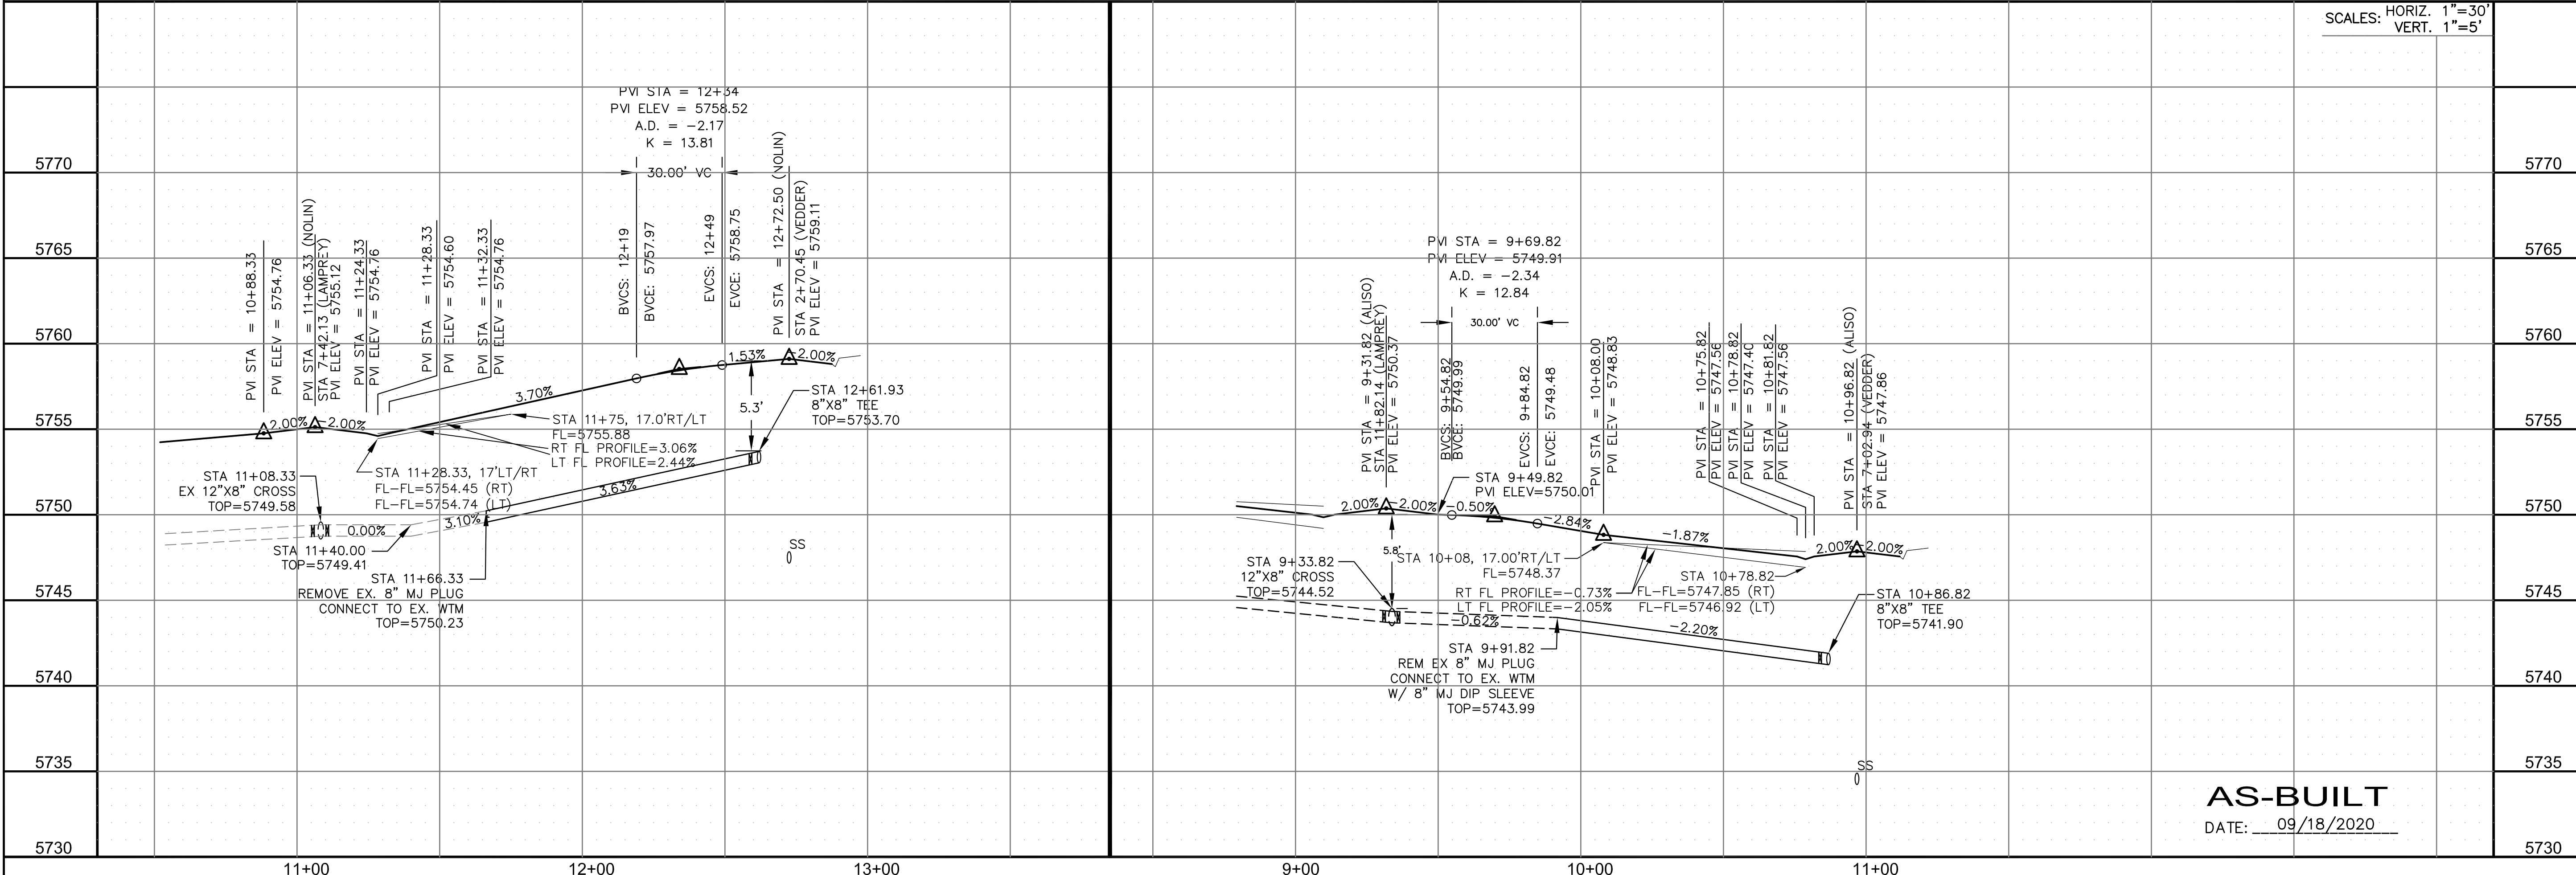 SCALES: HORIZ. 1"=30'
VERT. 1"=5'
PVI STA = 12+34
PVI ELEV = 5758.52
A.D. = -2.17
K = 13.81
30.00' VC
BVCS: 12+19
BVCE: 5757.97
EVCS: 12+49
EVCE: 5758.75
PVI STA = 10+88.33
PVI ELEV = 5754.76
PVI STA = 11+06.33 (NOLIN)
STA 7+42.13 (LAMPREY)
PVI ELEV = 5755.12
PVI STA = 11+24.33
PVI ELEV = 5754.76
PVI STA = 11+28.33
PVI ELEV = 5754.60
PVI STA = 11+32.33
PVI ELEV = 5754.76
PVI STA = 12+72.50 (NOLIN)
STA 2+70.45 (VEDDER)
PVI ELEV = 5759.11
2.00%
-2.00%
3.70%
1.53%
-2.00%
5.3'
STA 12+61.93
8"X8" TEE
TOP=5753.70
STA 11+75, 17.0'RT/LT
FL=5755.88
RT FL PROFILE=3.06%
LT FL PROFILE=2.44%
STA 11+28.33, 17'LT/RT
FL-FL=5754.45 (RT)
FL-FL=5754.74 (LT)
STA 11+08.33
EX 12"X8" CROSS
TOP=5749.58
0.00%
3.10%
3.63%
STA 11+40.00
TOP=5749.41
STA 11+66.33
REMOVE EX. 8" MJ PLUG
CONNECT TO EX. WTM
TOP=5750.23
SS
PVI STA = 9+69.82
PVI ELEV = 5749.91
A.D. = -2.34
K = 12.84
30.00' VC
PVI STA = 9+31.82 (ALISO)
STA 11+82.14 (LAMPREY)
PVI ELEV = 5750.37
BVCS: 9+54.82
BVCE: 5749.99
EVCS: 9+84.82
EVCE: 5749.48
PVI STA = 10+08.00
PVI ELEV = 5748.83
PVI STA = 10+75.82
PVI ELEV = 5747.56
PVI STA = 10+78.82
PVI ELEV = 5747.40
PVI STA = 10+81.82
PVI ELEV = 5747.56
PVI STA = 10+96.82 (ALISO)
STA 7+02.94 (VEDDER)
PVI ELEV = 5747.86
STA 9+49.82
PVI ELEV=5750.01
2.00%
-2.00%
-0.50%
-2.84%
-1.87%
2.00%
-2.00%
5.8'
STA 10+08, 17.00'RT/LT
FL=5748.37
STA 9+33.82
12"X8" CROSS
TOP=5744.52
RT FL PROFILE=-0.73%
LT FL PROFILE=-2.05%
STA 10+78.82
FL-FL=5747.85 (RT)
FL-FL=5746.92 (LT)
STA 10+86.82
8"X8" TEE
TOP=5741.90
-0.62%
-2.20%
STA 9+91.82
REM EX 8" MJ PLUG
CONNECT TO EX. WTM
W/ 8" MJ DIP SLEEVE
TOP=5743.99
SS
AS-BUILT
DATE: 09/18/2020
5770
5765
5760
5755
5750
5745
5740
5735
5730
5770
5765
5760
5755
5750
5745
5740
5735
5730
11+00
12+00
13+00
9+00
10+00
11+00